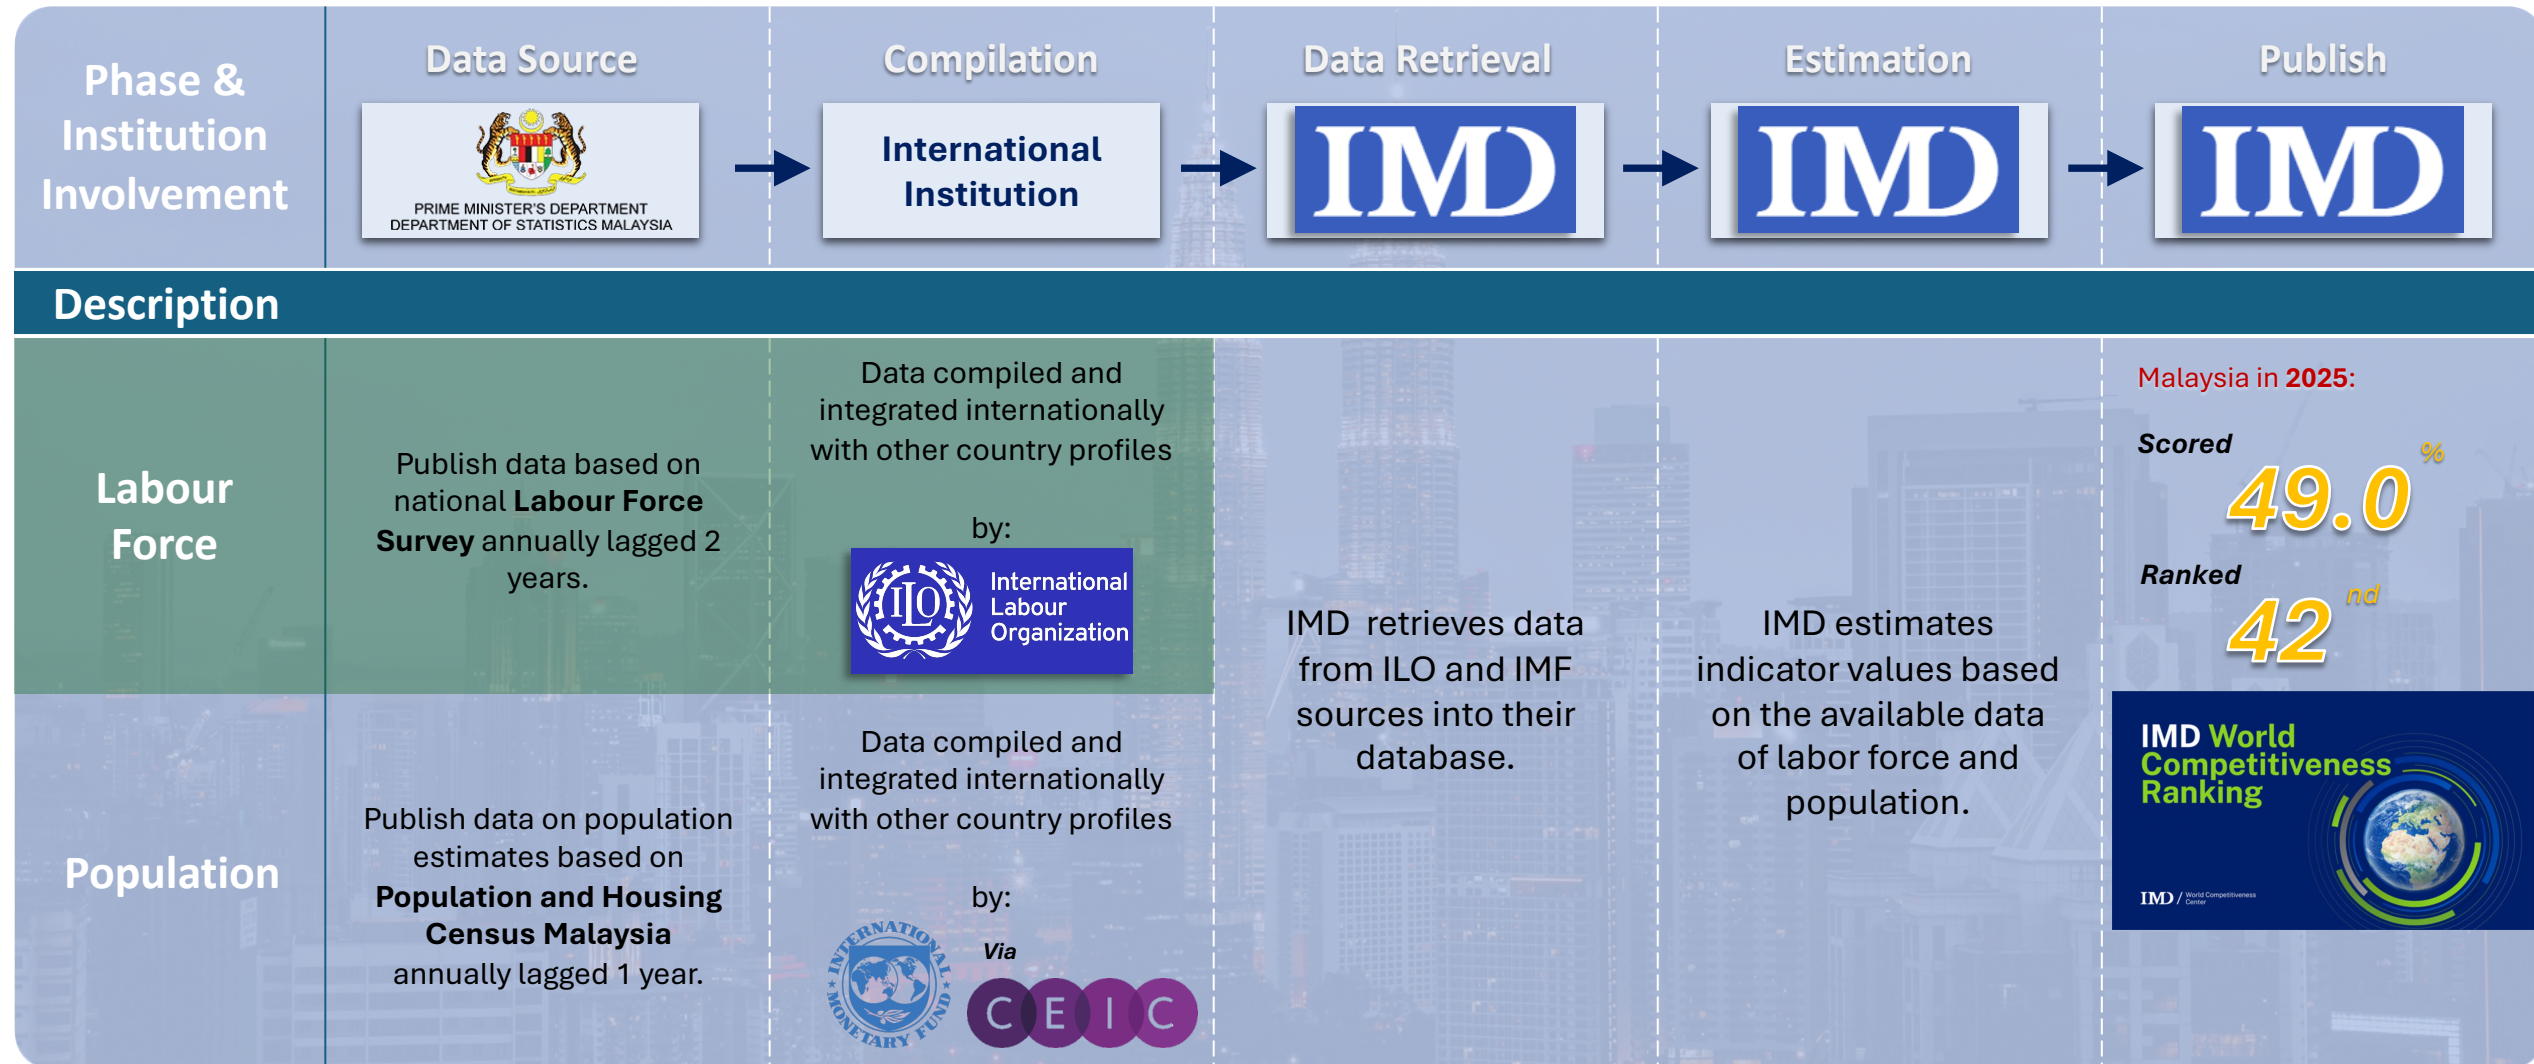 Phase &
Institution
Involvement
Data Source
PRIME MINISTER'S DEPARTMENT
DEPARTMENT OF STATISTICS MALAYSIA
Compilation
International
Institution
Data Retrieval
IMD
Estimation
IMD
Publish
IMD
Description
Labour
Force
Publish data based on
national Labour Force
Survey annually lagged 2
years.
Data compiled and
integrated internationally
with other country profiles
by:
ILO
International
Labour
Organization
Population
Publish data on population
estimates based on
Population and Housing
Census Malaysia
annually lagged 1 year.
Data compiled and
integrated internationally
with other country profiles
by:
INTERNATIONAL MONETARY FUND
Via
CEIC
IMD  retrieves data
from ILO and IMF
sources into their
database.
IMD estimates
indicator values based
on the available data
of labor force and
population.
Malaysia in 2025:
Scored
49.0 %
Ranked
42 nd
IMD World
Competitiveness
Ranking
IMD / World Competitiveness
Center